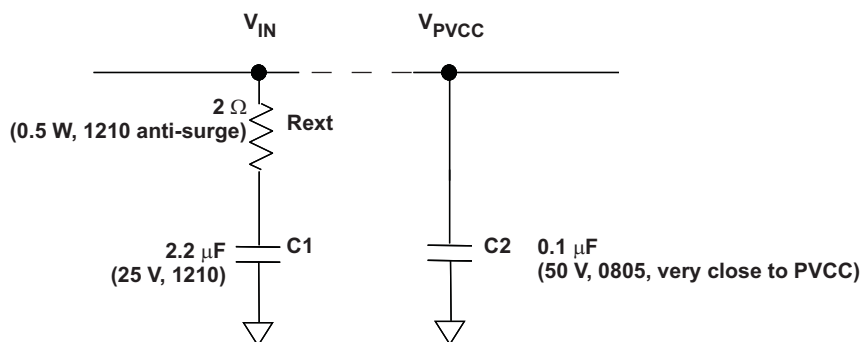 V_IN
V_PVCC
2 Ω
(0.5 W, 1210 anti-surge)
Rext
2.2 μF
(25 V, 1210)
C1
C2
0.1 μF
(50 V, 0805, very close to PVCC)